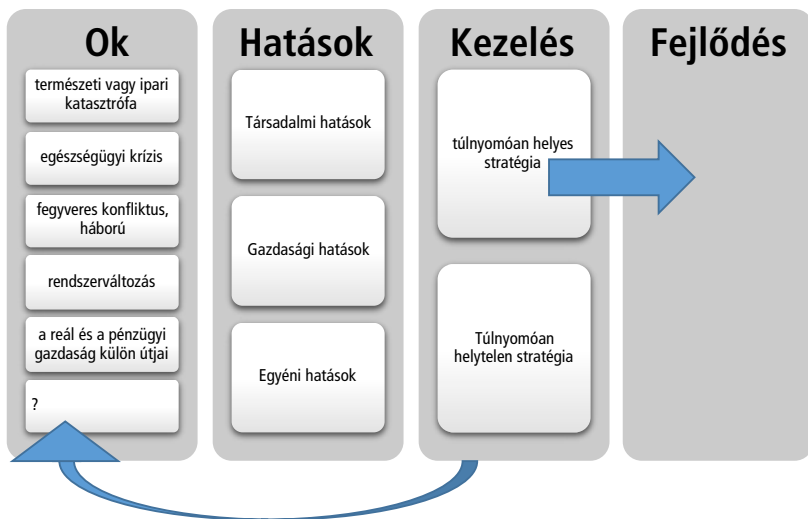 Ok
természeti vagy ipari
katasztrófa
egészségügyi krízis
fegyveres konfliktus,
háború
rendszerváltozás
a reál és a pénzügyi
gazdaság külön útjai
?
Hatások
Társadalmi hatások
Gazdasági hatások
Egyéni hatások
Kezelés
túlnyomóan helyes
stratégia
Túlnyomóan
helytelen stratégia
Fejlődés